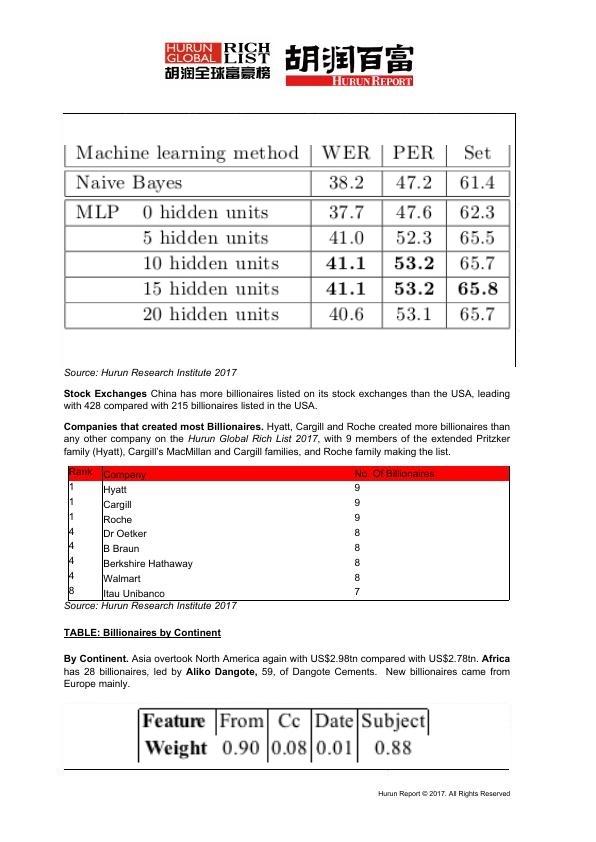 HURUN RICH
GLOBAL LIST
胡润全球富豪榜
胡润百富
HURUN REPORT
Machine learning method WER PER Set
Naive Bayes 38.2 47.2 61.4
MLP 0 hidden units 37.7 47.6 62.3
5 hidden units 41.0 52.3 65.5
10 hidden units 41.1 53.2 65.7
15 hidden units 41.1 53.2 65.8
20 hidden units 40.6 53.1 65.7
Source: Hurun Research Institute 2017
Stock Exchanges China has more billionaires listed on its stock exchanges than the USA, leading
with 428 compared with 215 billionaires listed in the USA.
Companies that created most Billionaires. Hyatt, Cargill and Roche created more billionaires than
any other company on the Hurun Global Rich List 2017, with 9 members of the extended Pritzker
family (Hyatt), Cargill's MacMillan and Cargill families, and Roche family making the list.
Rank Company No. Of Billionaires
1 Hyatt 9
1 Cargill 9
1 Roche 9
4 Dr Oetker 8
4 B Braun 8
4 Berkshire Hathaway 8
4 Walmart 8
8 Itau Unibanco 7
Source: Hurun Research Institute 2017
TABLE: Billionaires by Continent
By Continent. Asia overtook North America again with US$2.98tn compared with US$2.78tn. Africa
has 28 billionaires, led by Aliko Dangote, 59, of Dangote Cements. New billionaires came from
Europe mainly.
Feature From Cc Date Subject
Weight 0.90 0.08 0.01 0.88
Hurun Report © 2017. All Rights Reserved